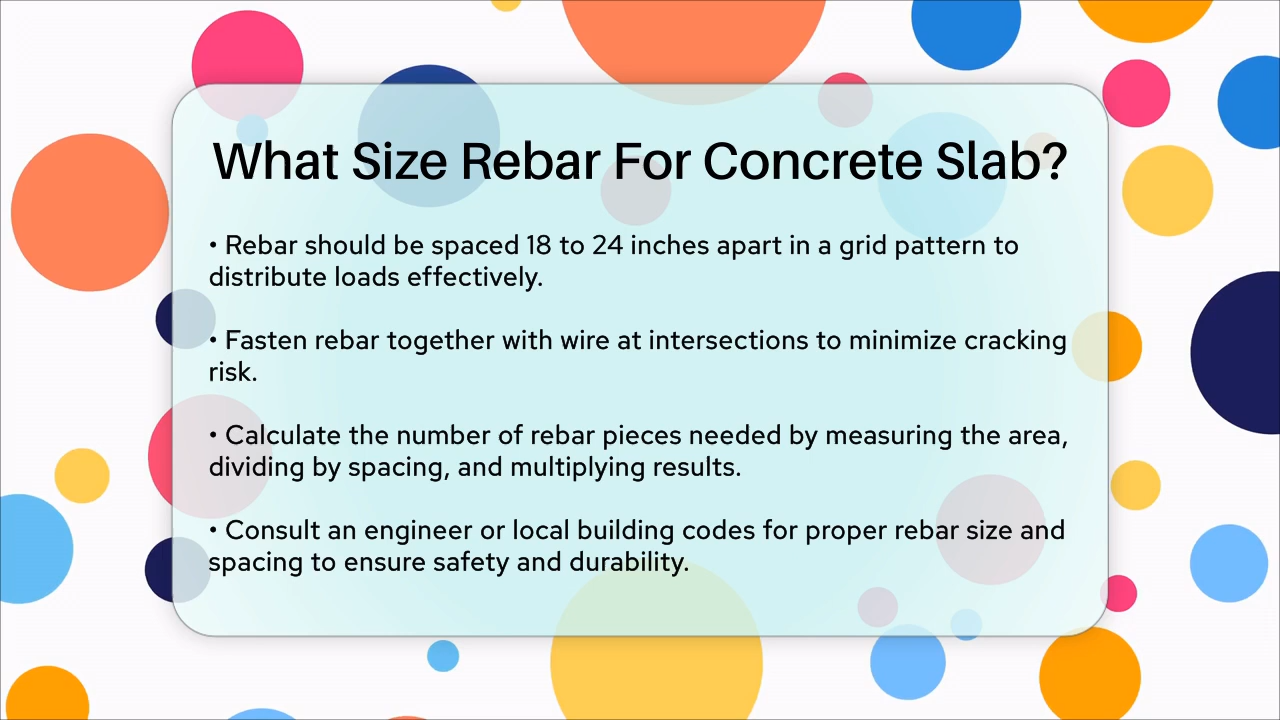 What Size Rebar For Concrete Slab?
• Rebar should be spaced 18 to 24 inches apart in a grid pattern to
distribute loads effectively.
• Fasten rebar together with wire at intersections to minimize cracking
risk.
• Calculate the number of rebar pieces needed by measuring the area,
dividing by spacing, and multiplying results.
• Consult an engineer or local building codes for proper rebar size and
spacing to ensure safety and durability.